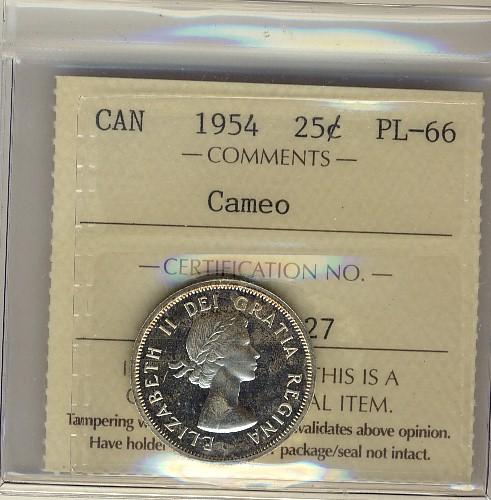 CAN 1954 25¢ PL-66
— COMMENTS —
Cameo
— CERTIFICATION NO. —
27
THIS IS A
AL ITEM.
Tampering validates above opinion.
Have holder package/seal not intact.
ELIZABETH II DEI GRATIA REGINA